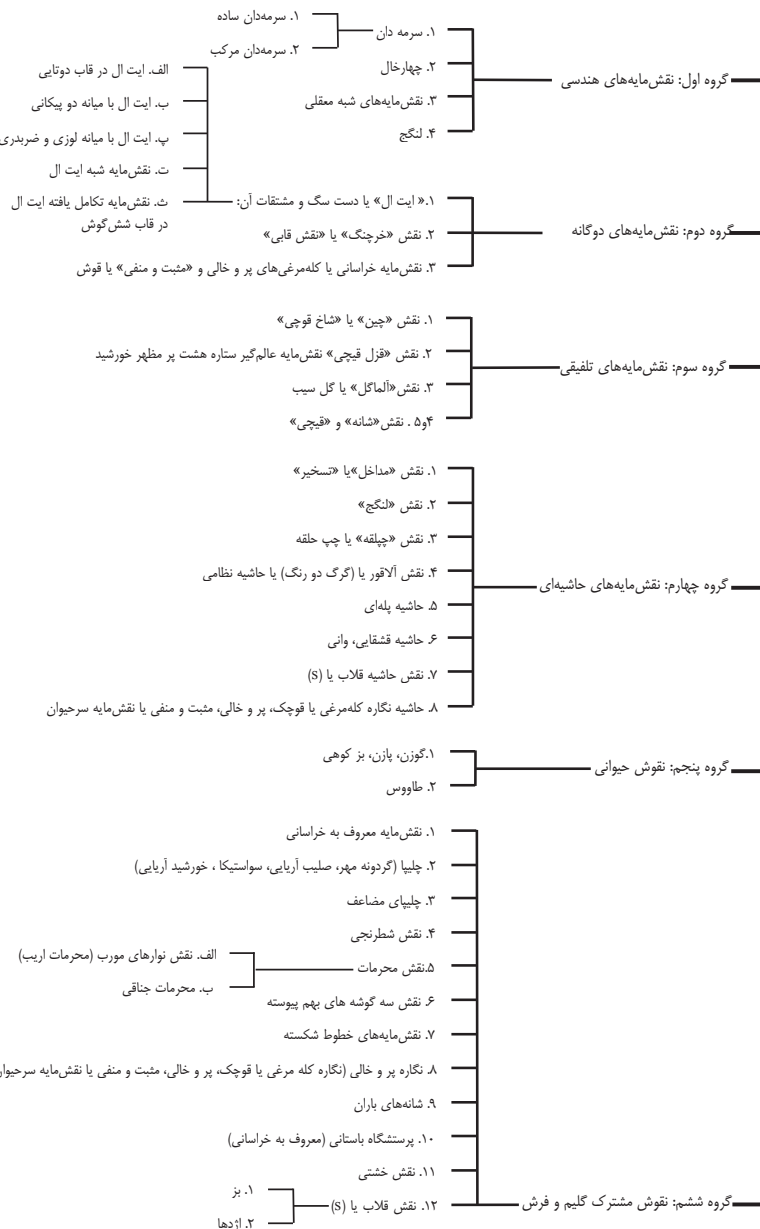 گروه اول: نقش‌مایه‌های هندسی
۱. سرمه دان
۱. سرمه‌دان ساده
۲. سرمه‌دان مرکب
۲. چهارخال
۳. نقش‌مایه‌های شبه معقلی
۴. لنگج
گروه دوم: نقش‌مایه‌های دوگانه
۱.« ایت ال» یا دست سگ و مشتقات آن:
الف. ایت ال در قاب دوتایی
ب. ایت ال با میانه دو پیکانی
پ. ایت ال با میانه لوزی و ضربدری
ت. نقش‌مایه شبه ایت ال
ث. نقش‌مایه تکامل یافته ایت ال
در قاب شش‌گوش
۲. نقش «خرچنگ» یا «نقش قابی»
۳. نقش‌مایه خراسانی یا کله‌مرغی‌های پر و خالی و «مثبت و منفی» یا قوش
گروه سوم: نقش‌مایه‌های تلفیقی
۱. نقش «چین» یا «شاخ قوچی»
۲. نقش «قزل قیچی» نقش‌مایه عالم‌گیر ستاره هشت پر مظهر خورشید
۳. نقش«آلماگل» یا گل سیب
۴و۵ . نقش«شانه» و «قیچی»
گروه چهارم: نقش‌مایه‌های حاشیه‌ای
۱. نقش «مداخل»یا «تسخیر»
۲. نقش «لنگج»
۳. نقش «چپلقه» یا چپ حلقه
۴. نقش آلاقور یا (گرگ دو رنگ) یا حاشیه نظامی
۵. حاشیه پله‌ای
۶. حاشیه قشقایی، وانی
۷. نقش حاشیه قلاب یا (s)
۸. حاشیه نگاره کله‌مرغی یا قوچک، پر و خالی، مثبت و منفی یا نقش‌مایه سرحیوان
گروه پنجم: نقوش حیوانی
۱.گوزن، پازن، بز کوهی
۲. طاووس
گروه ششم: نقوش مشترک گلیم و فرش
۱. نقش‌مایه معروف به خراسانی
۲. چلیپا (گردونه مهر، صلیب آریایی، سواستیکا ، خورشید آریایی)
۳. چلیپای مضاعف
۴. نقش شطرنجی
۵.نقش محرمات
الف. نقش نوارهای مورب (محرمات اریب)
ب. محرمات جناقی
۶. نقش سه گوشه های بهم پیوسته
۷. نقش‌مایه‌های خطوط شکسته
۸. نگاره پر و خالی (نگاره کله مرغی یا قوچک، پر و خالی، مثبت و منفی یا نقش‌مایه سرحیوان
۹. شانه‌های باران
۱۰. پرستشگاه باستانی (معروف به خراسانی)
۱۱. نقش خشتی
۱۲. نقش قلاب یا (s)
۱. بز
۲. اژدها